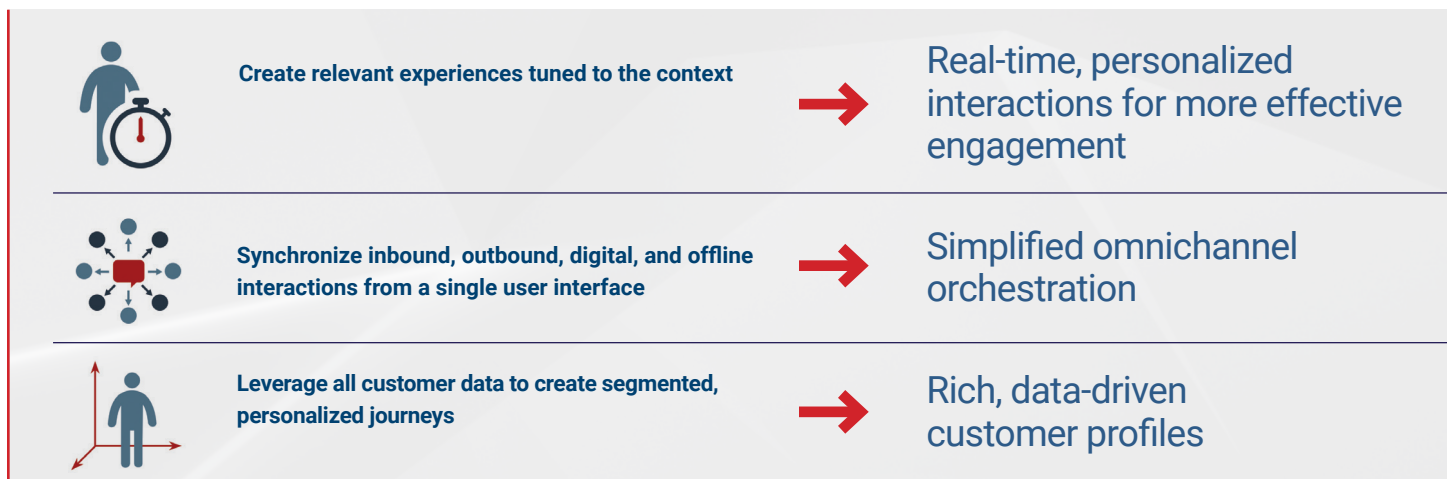 Create relevant experiences tuned to the context
Real-time, personalized
interactions for more effective
engagement
Synchronize inbound, outbound, digital, and offline
interactions from a single user interface
Simplified omnichannel
orchestration
Leverage all customer data to create segmented,
personalized journeys
Rich, data-driven
customer profiles